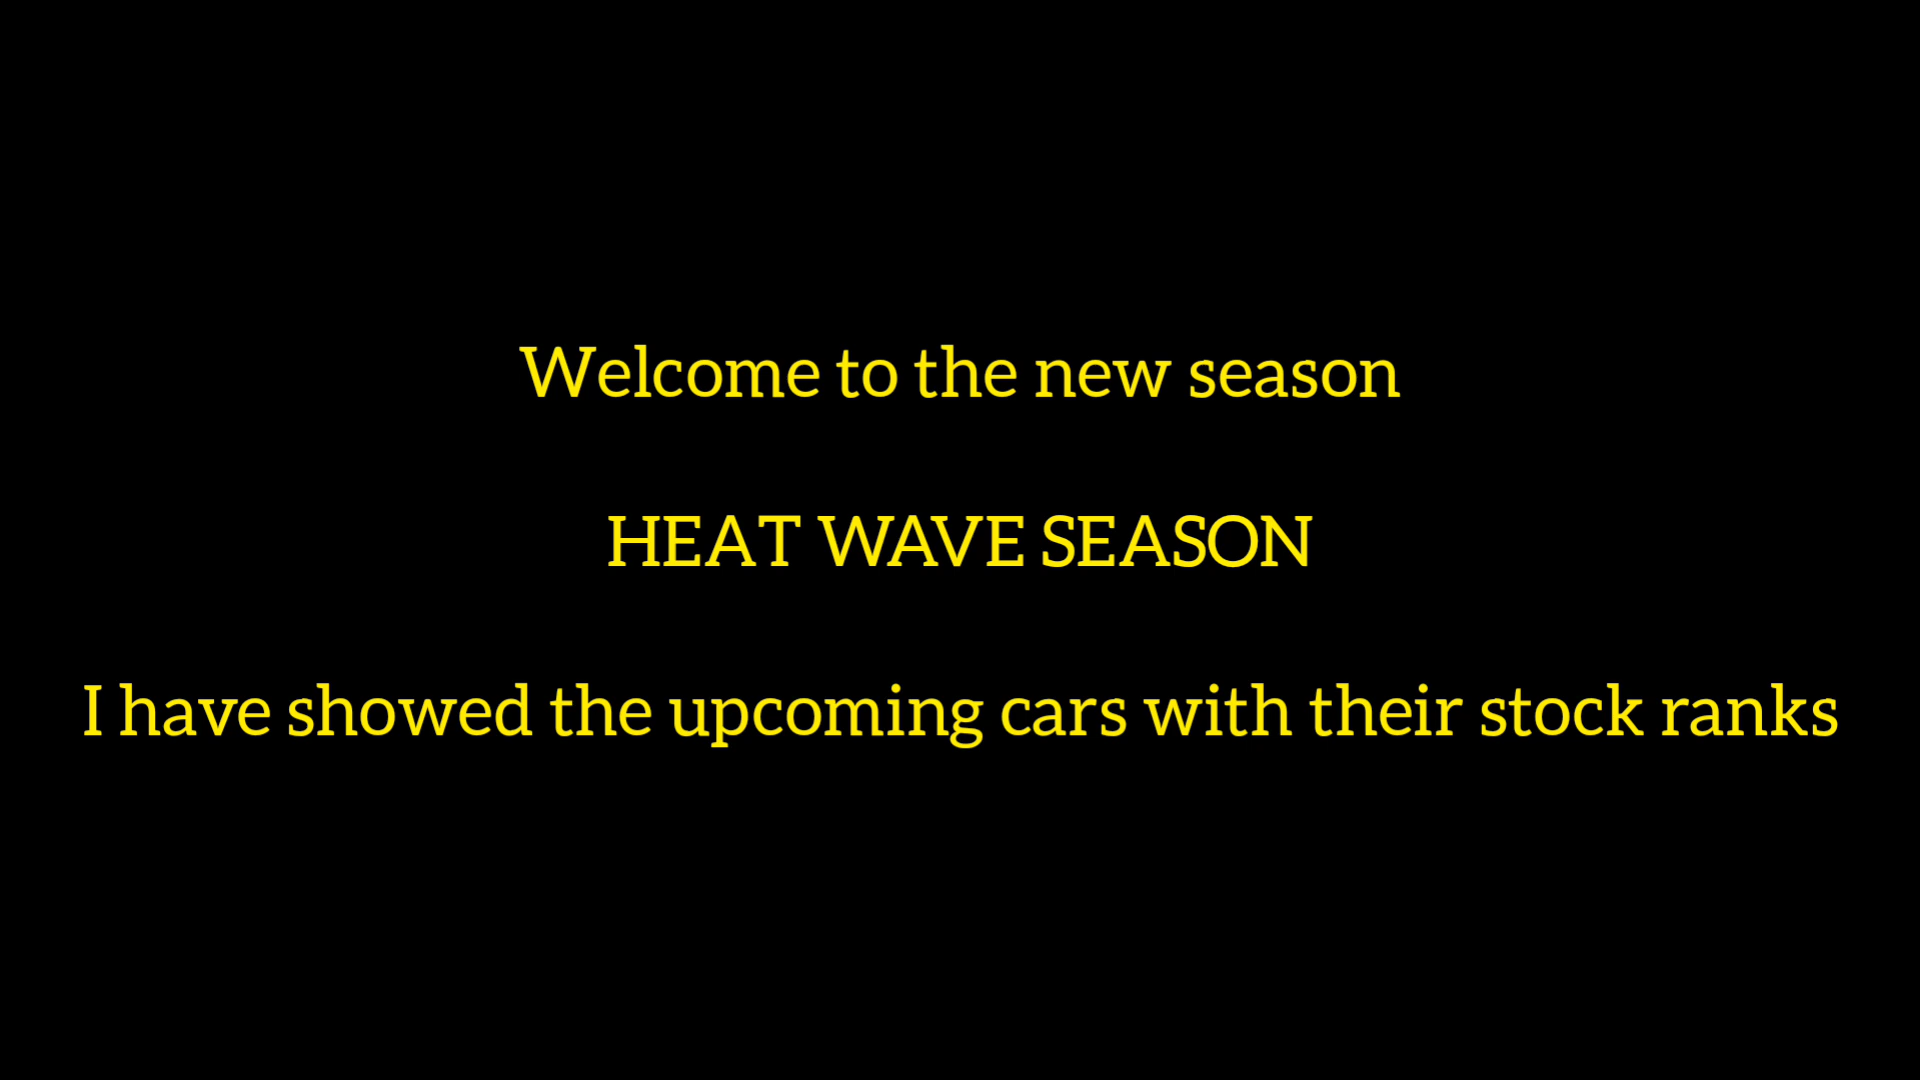 Welcome to the new season
HEAT WAVE SEASON
I have showed the upcoming cars with their stock ranks